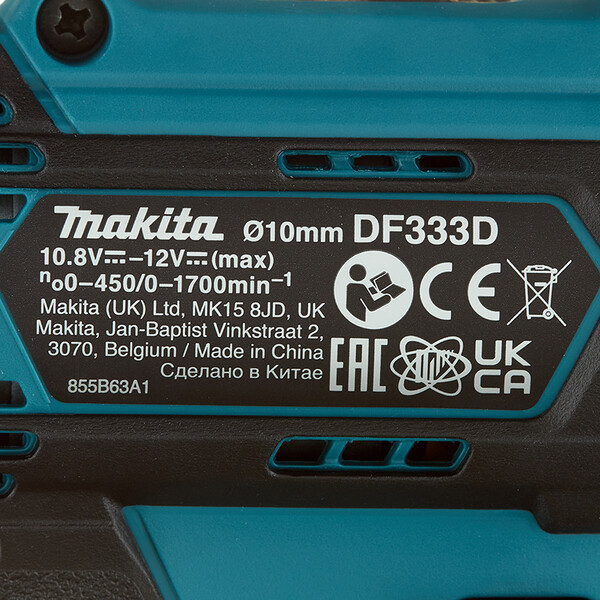 makita Ø10mm DF333D
10.8V⎓–12V⎓(max)
n₀0–450/0–1700min⁻¹
Makita (UK) Ltd, MK15 8JD, UK
Makita, Jan-Baptist Vinkstraat 2,
3070, Belgium / Made in China
Сделано в Китае
855B63A1
CE
EAC
UK
CA